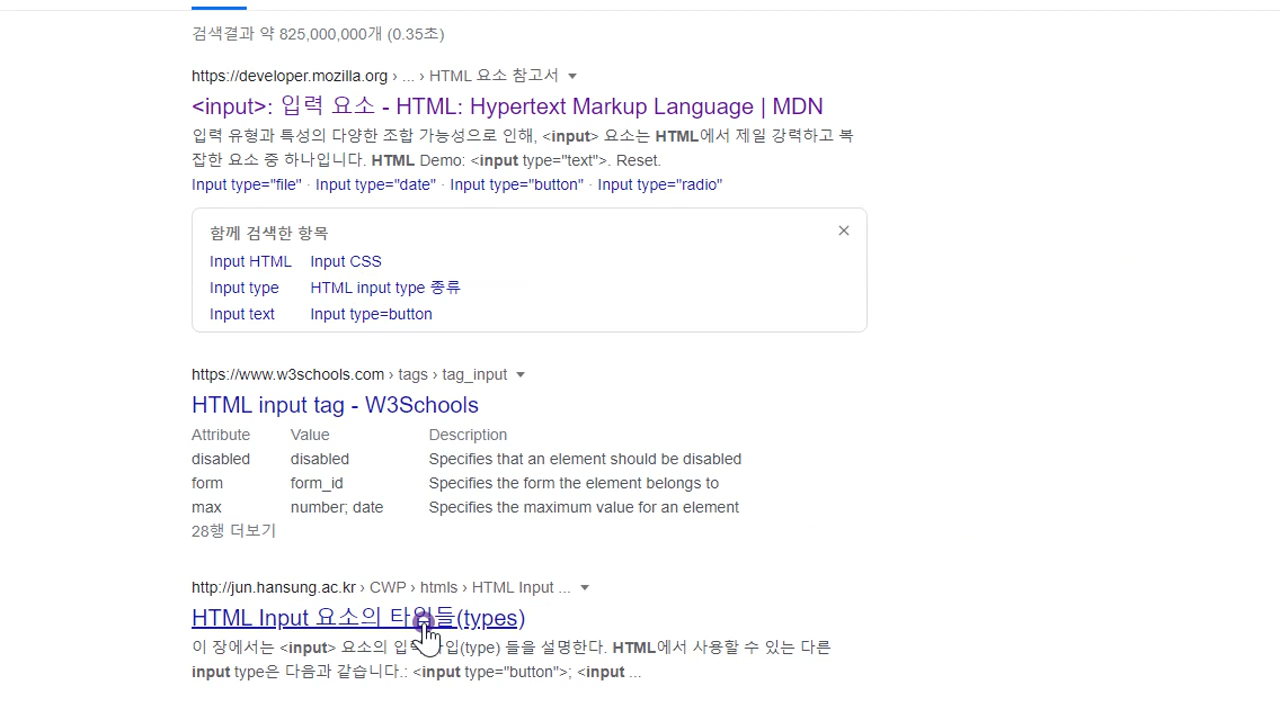 검색결과 약 825,000,000개 (0.35초)
https://developer.mozilla.org › ... › HTML 요소 참고서
<input>: 입력 요소 - HTML: Hypertext Markup Language | MDN
입력 유형과 특성의 다양한 조합 가능성으로 인해, <input> 요소는 HTML에서 제일 강력하고 복
잡한 요소 중 하나입니다. HTML Demo: <input type="text">. Reset.
Input type="file" · Input type="date" · Input type="button" · Input type="radio"
함께 검색한 항목
Input HTML Input CSS
Input type HTML input type 종류
Input text Input type=button
https://www.w3schools.com › tags › tag_input
HTML input tag - W3Schools
Attribute Value Description
disabled disabled Specifies that an element should be disabled
form form_id Specifies the form the element belongs to
max number; date Specifies the maximum value for an element
28행 더보기
http://jun.hansung.ac.kr › CWP › htmls › HTML Input ...
HTML Input 요소의 타입들(types)
이 장에서는 <input> 요소의 입력 타입(type) 들을 설명한다. HTML에서 사용할 수 있는 다른
input type은 다음과 같습니다.: <input type="button">; <input ...